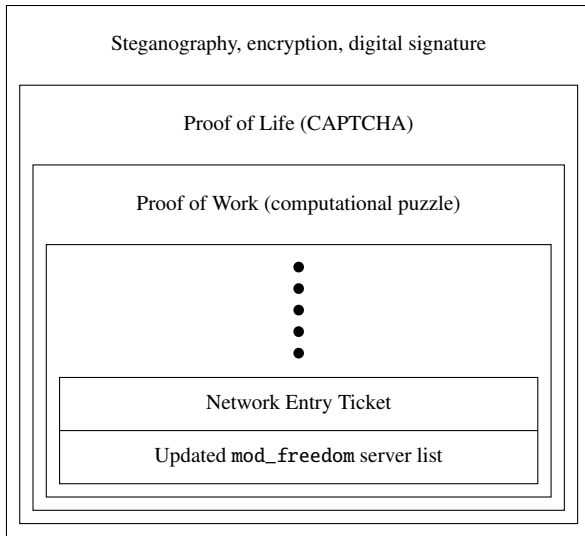 Steganography, encryption, digital signature
Proof of Life (CAPTCHA)
Proof of Work (computational puzzle)
Network Entry Ticket
Updated mod_freedom server list